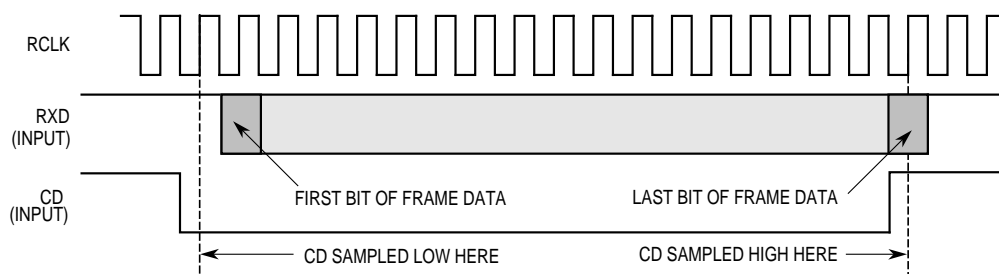 RCLK
RXD
(INPUT)
FIRST BIT OF FRAME DATA
LAST BIT OF FRAME DATA
CD
(INPUT)
CD SAMPLED LOW HERE
CD SAMPLED HIGH HERE